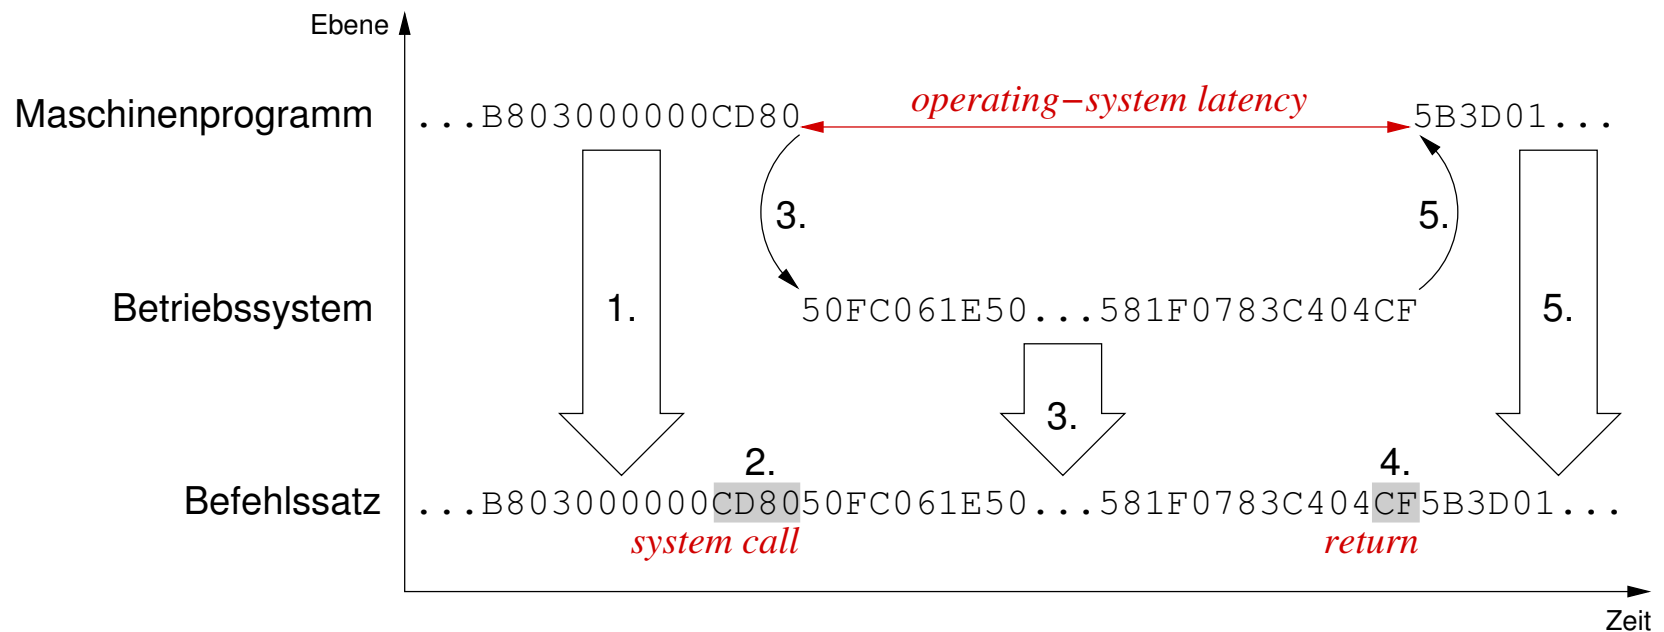 Ebene
Maschinenprogramm ...B803000000CD80 operating−system latency 5B3D01...
3. 5.
Betriebssystem 1. 50FC061E50...581F0783C404CF 5.
3.
2. 4.
Befehlssatz ...B803000000CD8050FC061E50...581F0783C404CF5B3D01...
system call return
Zeit